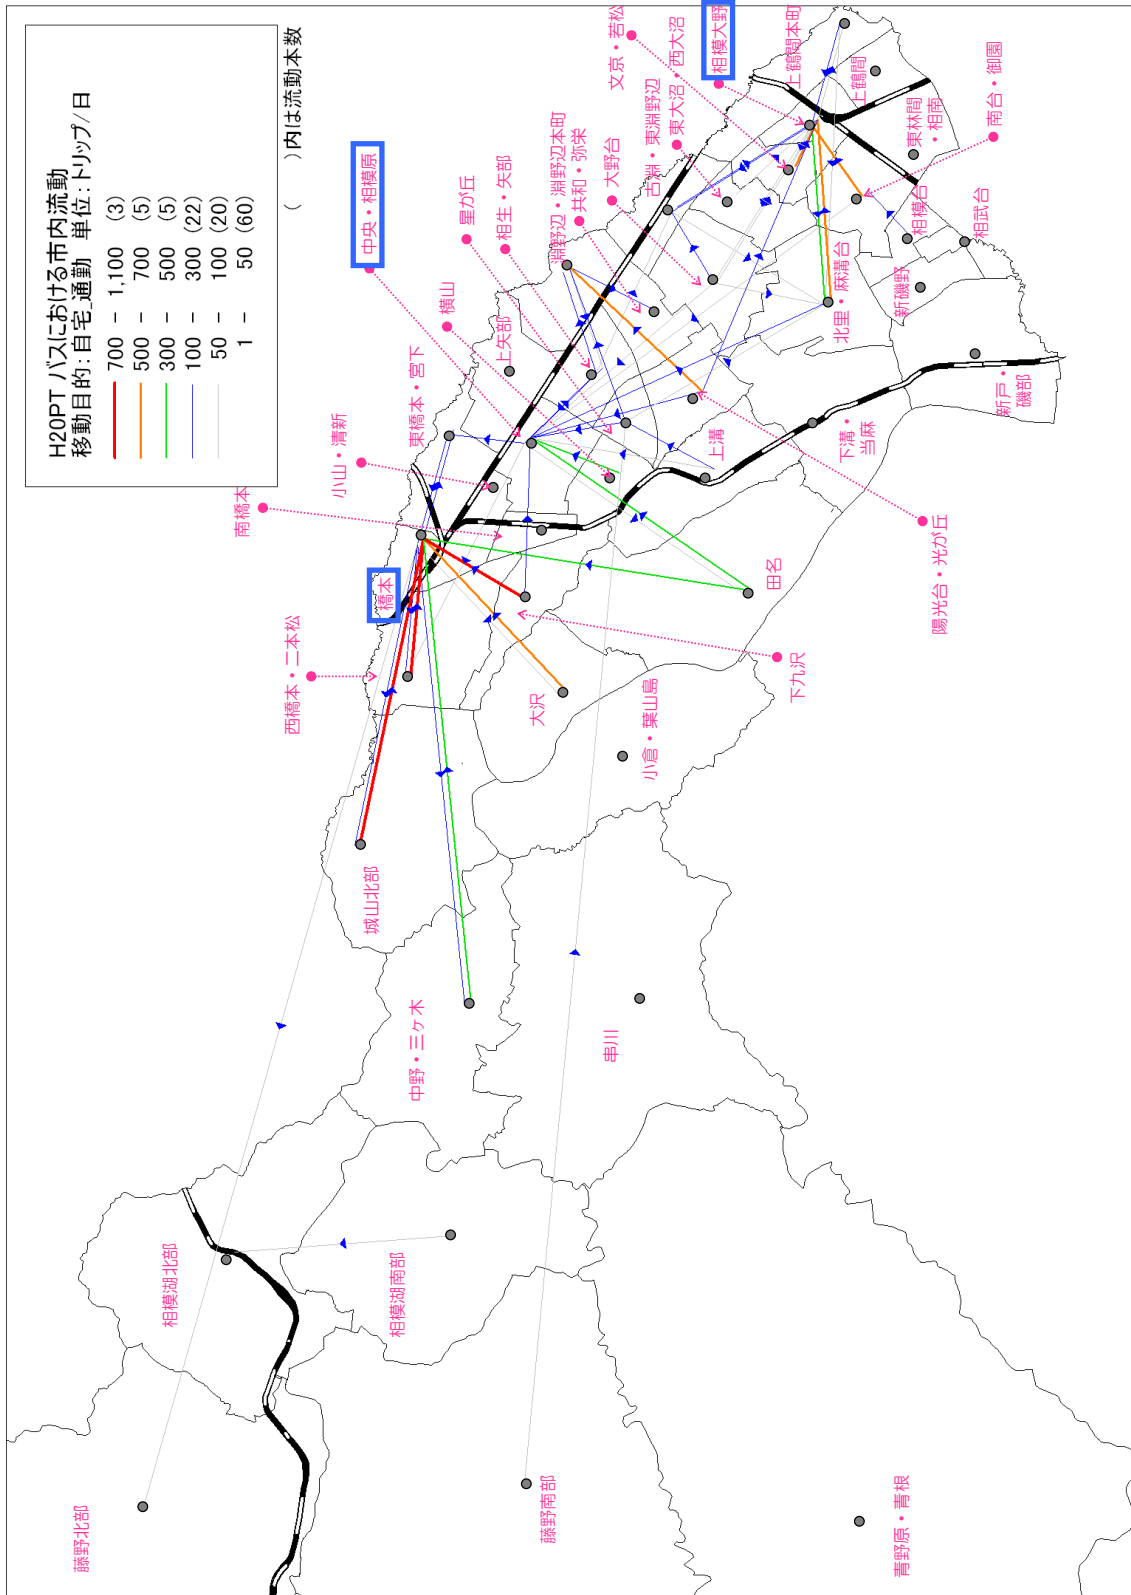 H20PT バスにおける市内流動
移動目的:自宅_通勤 単位:トリップ/日
700 － 1,100 (3)
500 － 700 (5)
300 － 500 (5)
100 － 300 (22)
50 － 100 (20)
1 － 50 (60)
( )内は流動本数
藤野北部
相模湖北部
相模湖南部
藤野南部
青野原・青根
中野・三ヶ木
串川
城山北部
西橋本・二本松
橋本
南橋本
小山・清新
東橋本・宮下
大沢
小倉・葉山島
下九沢
田名
中央・相模原
横山
星が丘
相生・矢部
上矢部
淵野辺・淵野辺本町
共和・弥栄
大野台
古淵・東淵野辺
東大沼・西大沼
文京・若松
相模大野
上鶴間本町
上鶴間
東林間
・相南
南台・御園
相模台
相武台
新磯野
北里・麻溝台
新戸・
磯部
下溝・
当麻
上溝
陽光台・光が丘